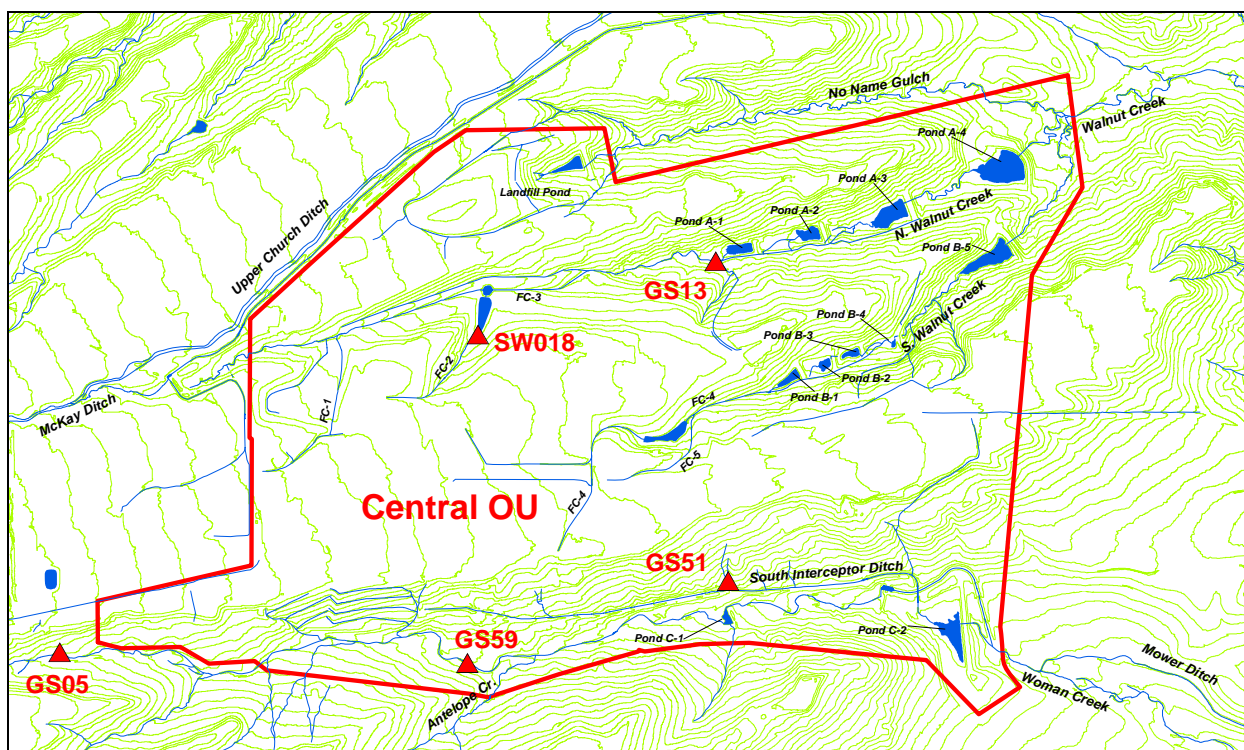 No Name Gulch
Walnut Creek
Pond A-4
Landfill Pond
Pond A-3
Upper Church Ditch
Pond A-1
Pond A-2
N. Walnut Creek
Pond B-5
GS13
FC-3
SW018
Pond B-4
S. Walnut Creek
Pond B-3
FC-2
Pond B-2
Pond B-1
McKay Ditch
FC-1
FC-4
FC-5
Central OU
FC-4
GS51
South Interceptor Ditch
Pond C-1
Pond C-2
GS59
GS05
Antelope Cr.
Mower Ditch
Woman Creek